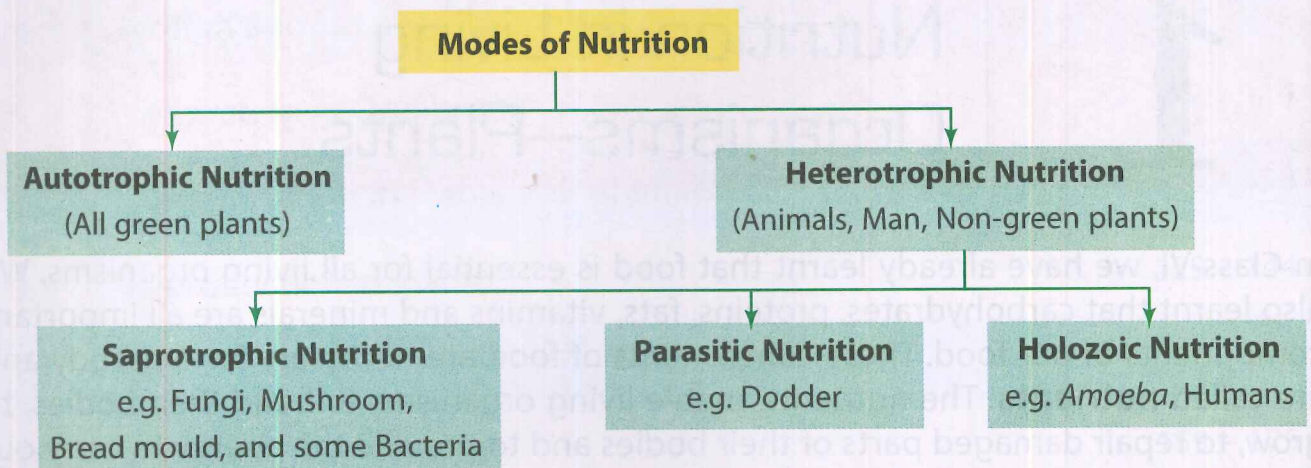 Modes of Nutrition
Autotrophic Nutrition
(All green plants)
Heterotrophic Nutrition
(Animals, Man, Non-green plants)
Saprotrophic Nutrition
e.g. Fungi, Mushroom,
Bread mould, and some Bacteria
Parasitic Nutrition
e.g. Dodder
Holozoic Nutrition
e.g. Amoeba, Humans